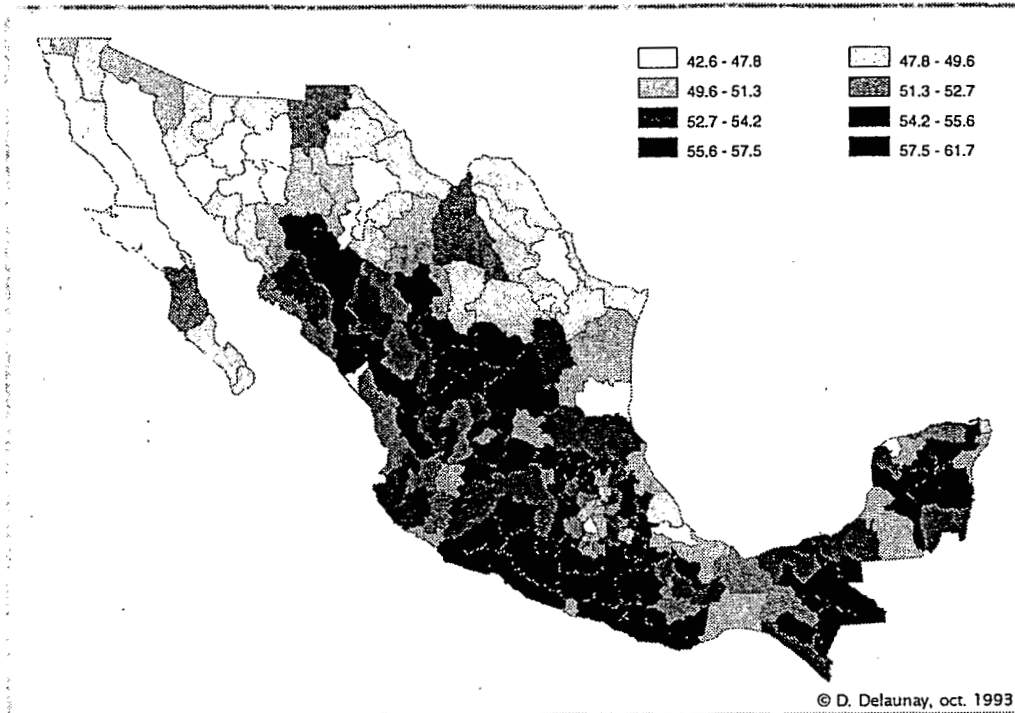 42.6 - 47.8 47.8 - 49.6
49.6 - 51.3 51.3 - 52.7
52.7 - 54.2 54.2 - 55.6
55.6 - 57.5 57.5 - 61.7
© D. Delaunay, oct. 1993